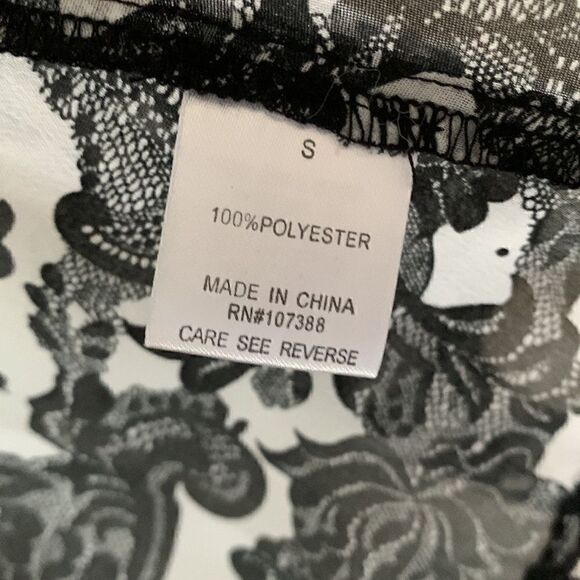 S
100%POLYESTER
MADE IN CHINA
RN#107388
CARE SEE REVERSE